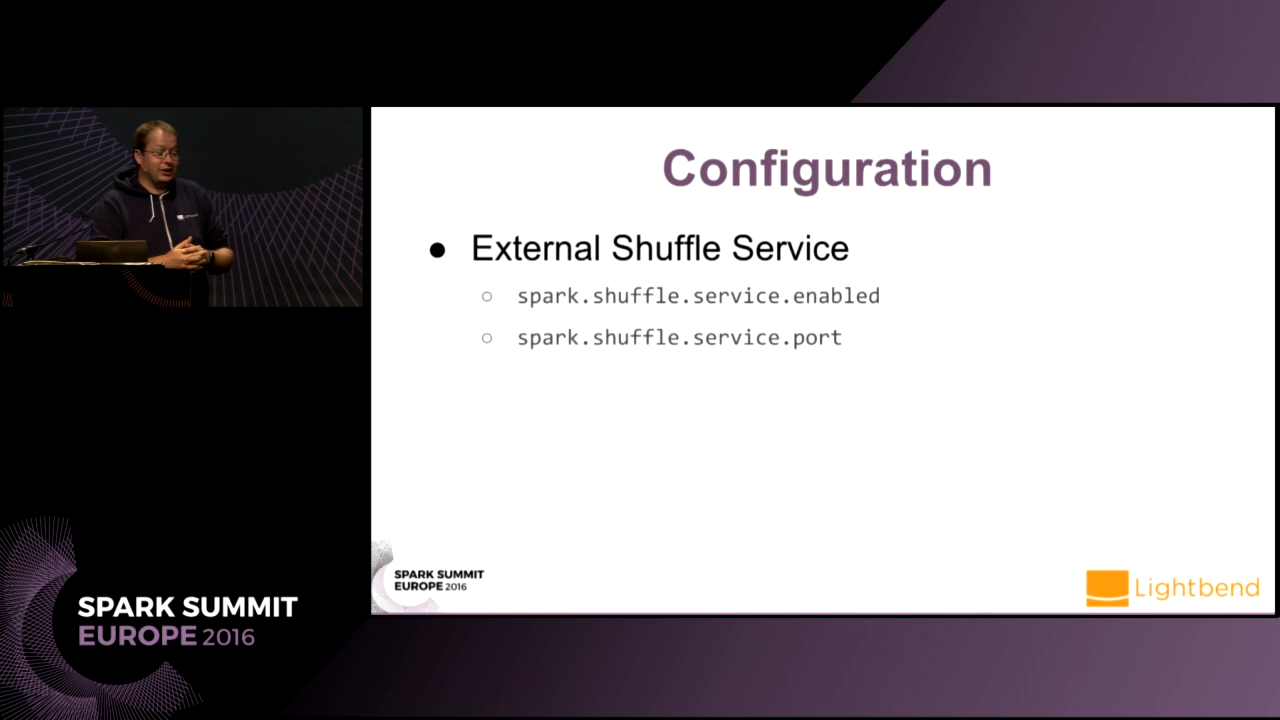 Configuration
● External Shuffle Service
○ spark.shuffle.service.enabled
○ spark.shuffle.service.port
SPARK SUMMIT
EUROPE 2016
Lightbend
SPARK SUMMIT
EUROPE 2016